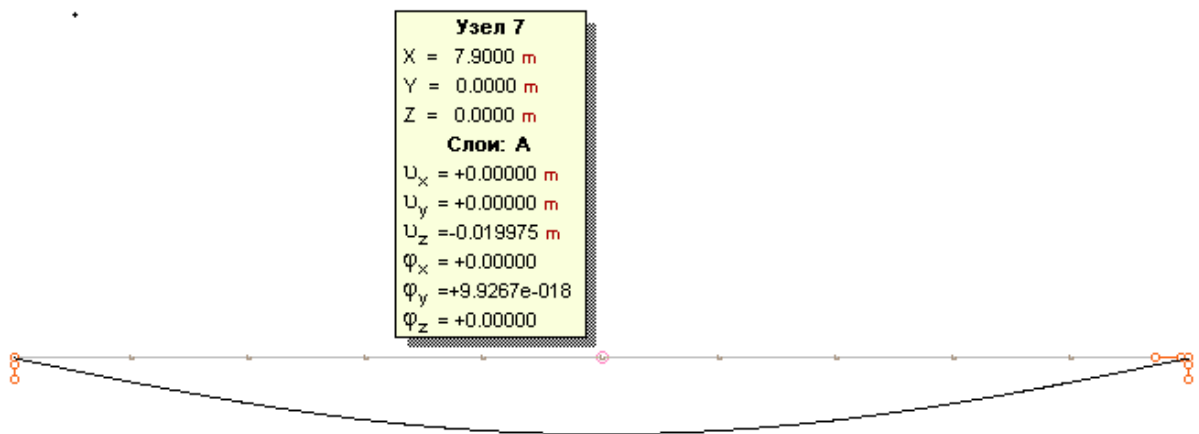 Узел 7
X = 7.9000 m
Y = 0.0000 m
Z = 0.0000 m
Слои: A
υx = +0.00000 m
υy = +0.00000 m
υz =-0.019975 m
φx = +0.00000
φy =+9.9267e-018
φz = +0.00000